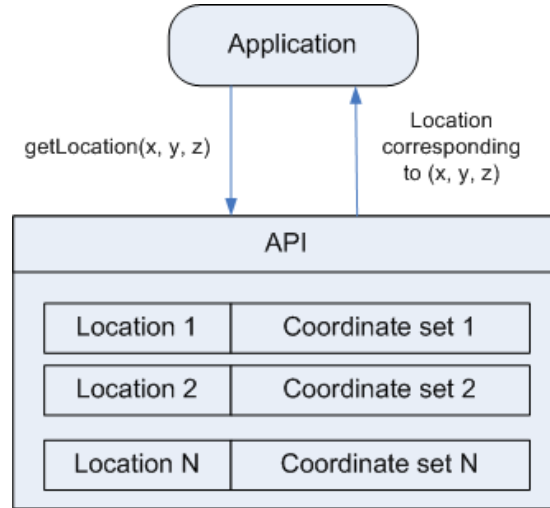 Application
getLocation(x, y, z)
Location
corresponding
to (x, y, z)
API
Location 1 Coordinate set 1
Location 2 Coordinate set 2
Location N Coordinate set N